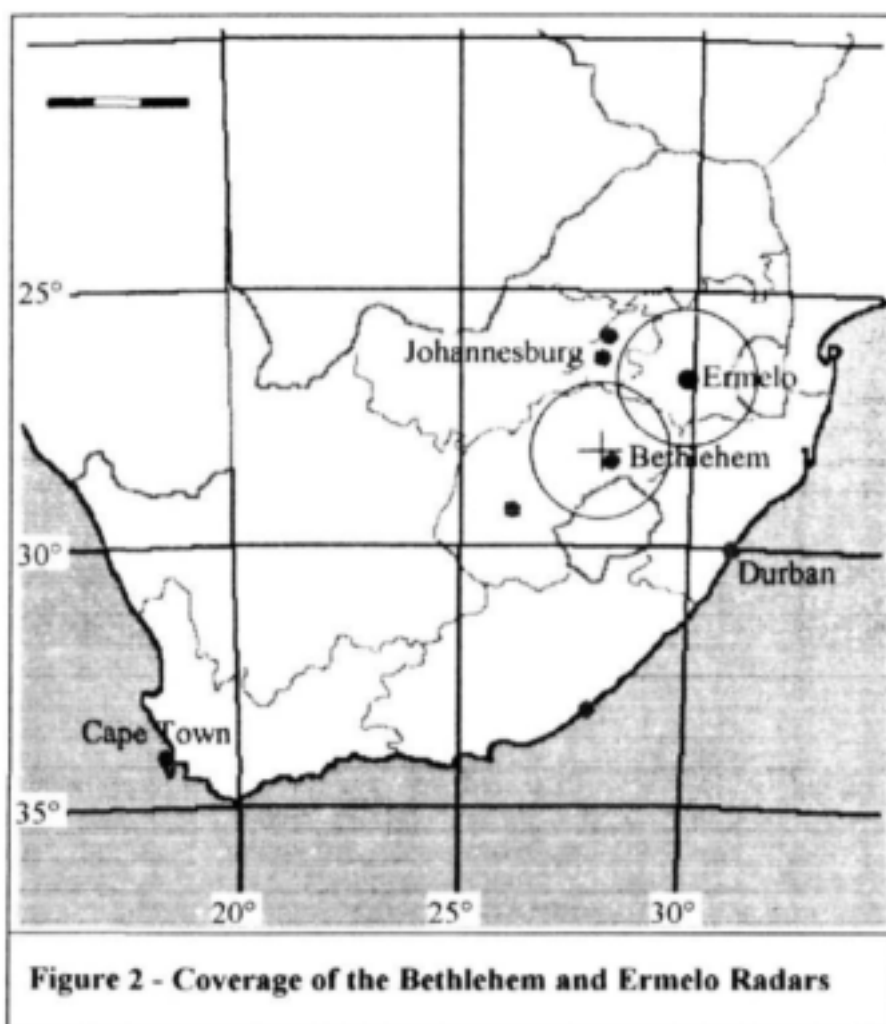 25°
Johannesburg
Ermelo
Bethlehem
30°
Durban
Cape Town
35°
20° 25° 30°
Figure 2 - Coverage of the Bethlehem and Ermelo Radars